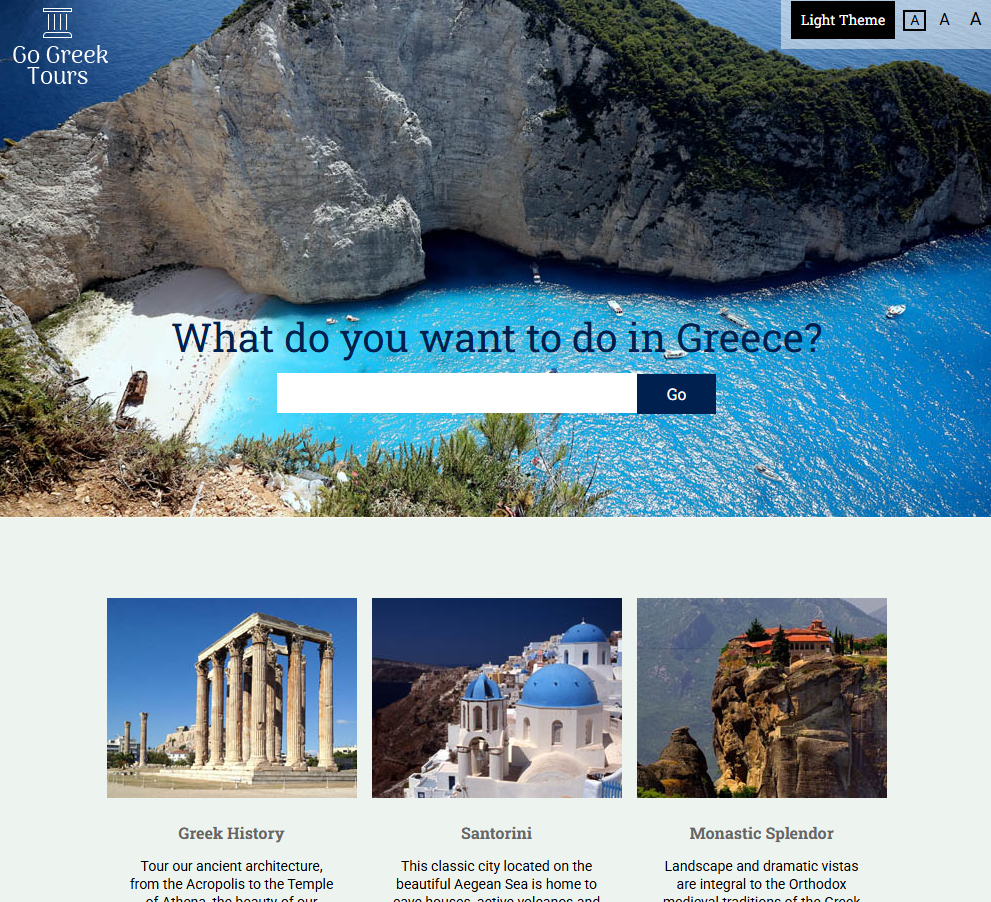 Go Greek
Tours
Light Theme
A
A
A
What do you want to do in Greece?
Go
Greek History
Santorini
Monastic Splendor
Tour our ancient architecture,
from the Acropolis to the Temple
of Athena, the beauty of our
This classic city located on the
beautiful Aegean Sea is home to
cave houses, active volcanos and
Landscape and dramatic vistas
are integral to the Orthodox
medieval traditions of the Greek